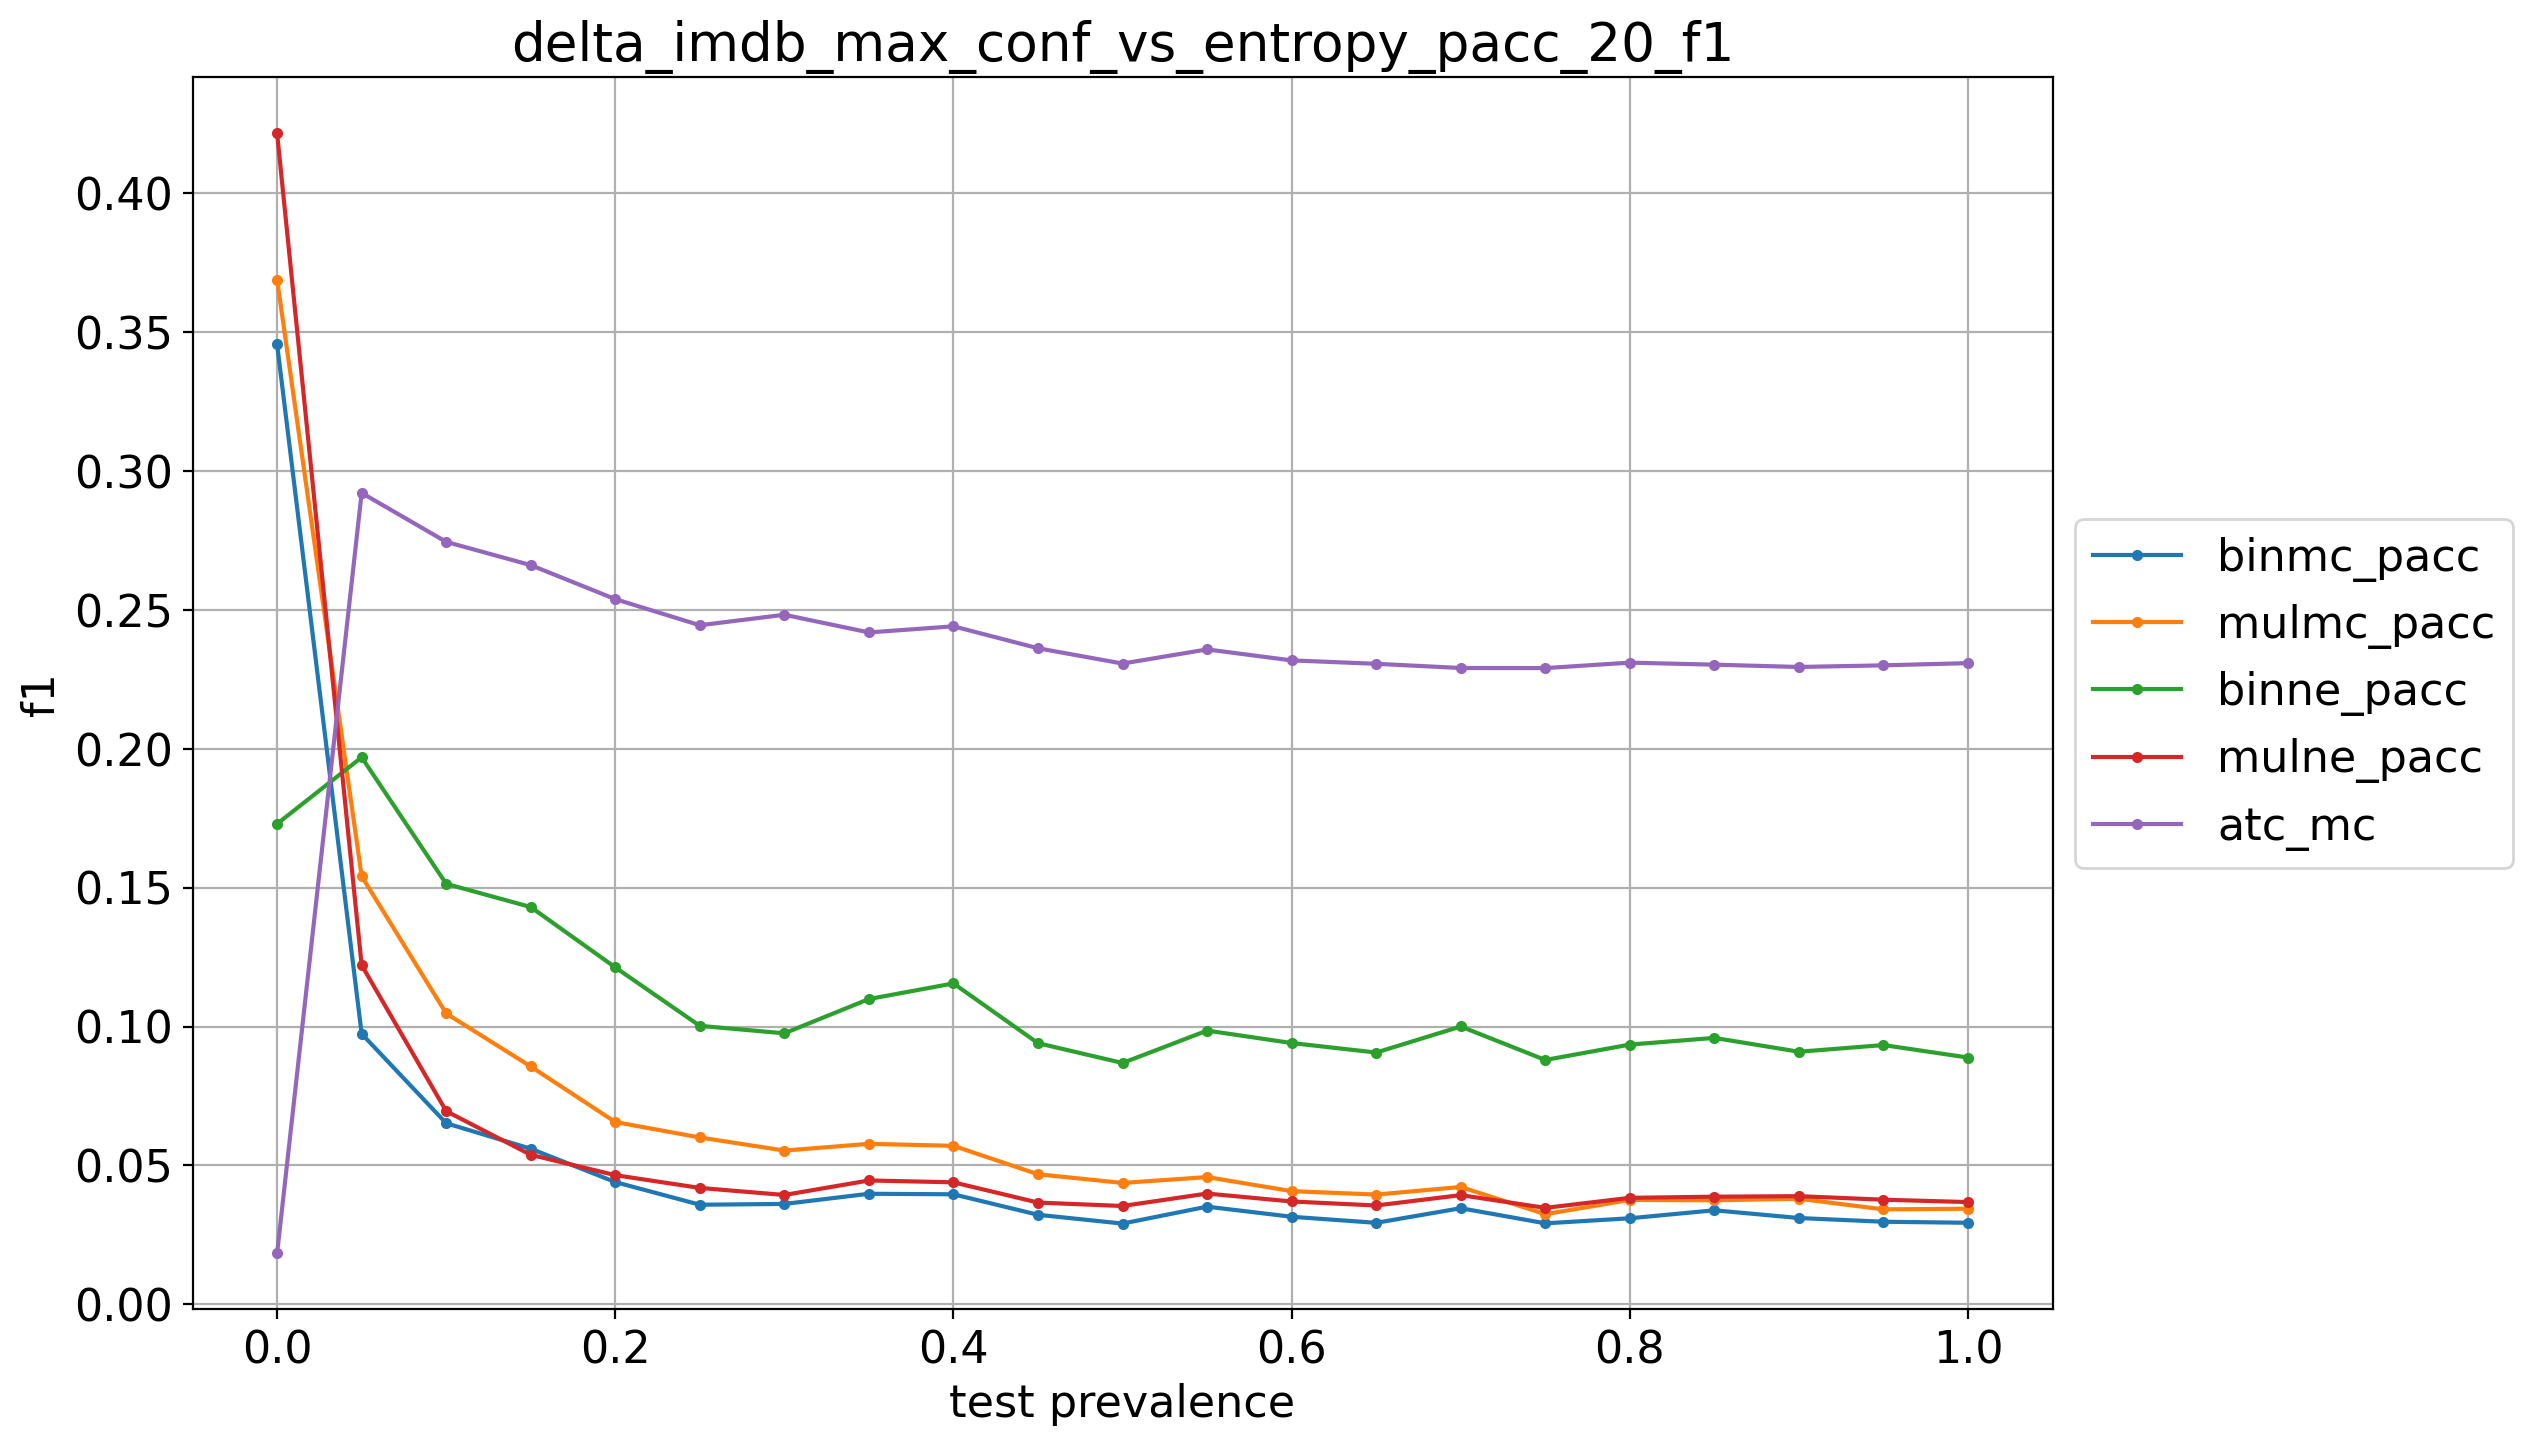 delta_imdb_max_conf_vs_entropy_pacc_20_f1
f1
0.40
0.35
0.30
0.25
0.20
0.15
0.10
0.05
0.00
0.0 0.2 0.4 0.6 0.8 1.0
test prevalence
binmc_pacc
mulmc_pacc
binne_pacc
mulne_pacc
atc_mc